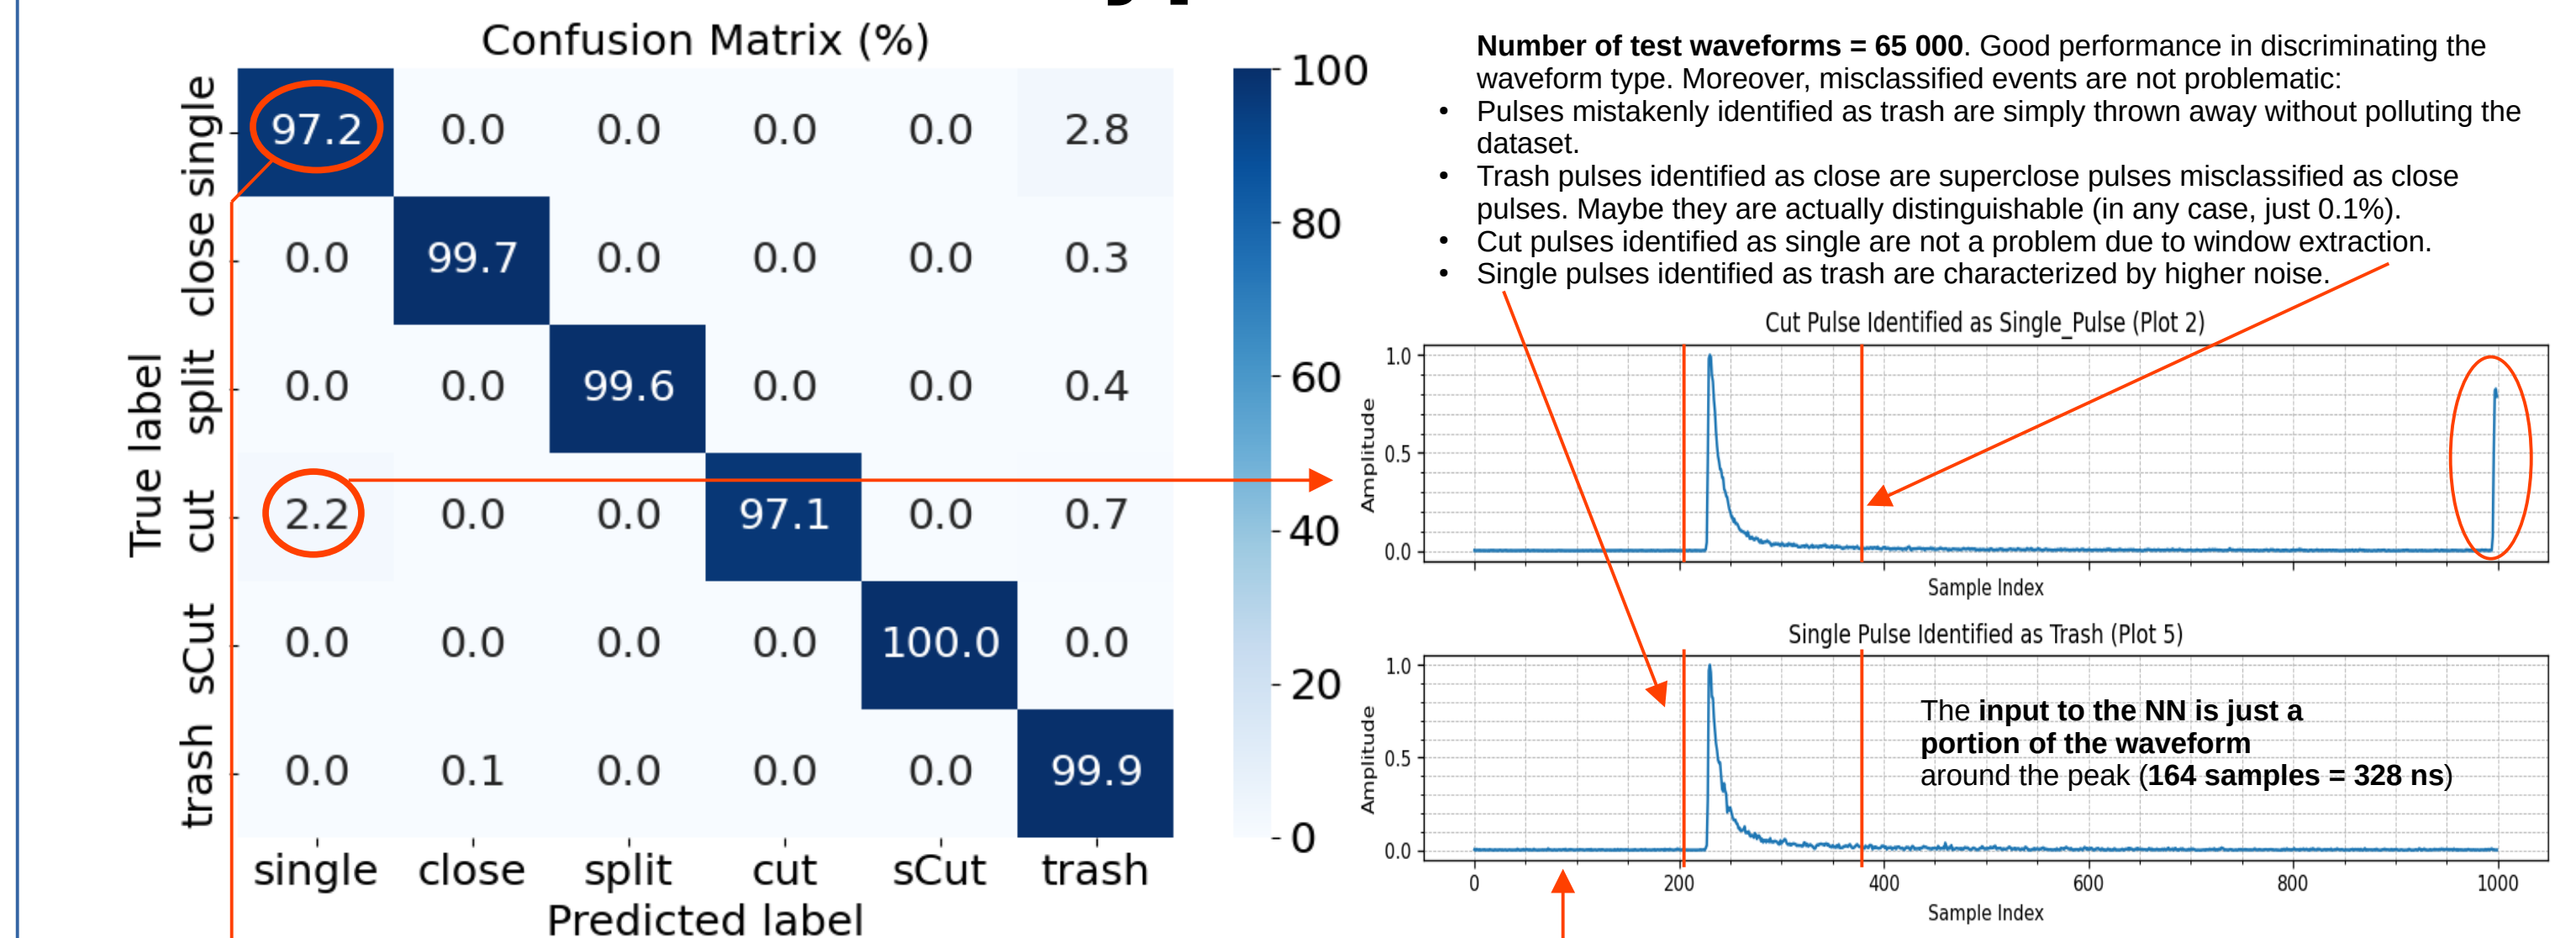 Confusion Matrix (%)
True label
single 97.2 0.0 0.0 0.0 0.0 2.8
close 0.0 99.7 0.0 0.0 0.0 0.3
split 0.0 0.0 99.6 0.0 0.0 0.4
cut 2.2 0.0 0.0 97.1 0.0 0.7
sCut 0.0 0.0 0.0 0.0 100.0 0.0
trash 0.0 0.1 0.0 0.0 0.0 99.9
single close split cut sCut trash
Predicted label
100
80
60
40
20
0
Number of test waveforms = 65 000. Good performance in discriminating the
waveform type. Moreover, misclassified events are not problematic:
• Pulses mistakenly identified as trash are simply thrown away without polluting the
dataset.
• Trash pulses identified as close are superclose pulses misclassified as close
pulses. Maybe they are actually distinguishable (in any case, just 0.1%).
• Cut pulses identified as single are not a problem due to window extraction.
• Single pulses identified as trash are characterized by higher noise.
Cut Pulse Identified as Single_Pulse (Plot 2)
Amplitude
1.0
0.5
0.0
Sample Index
Single Pulse Identified as Trash (Plot 5)
Amplitude
1.0
0.5
0.0
The input to the NN is just a
portion of the waveform
around the peak (164 samples = 328 ns)
0 200 400 600 800 1000
Sample Index